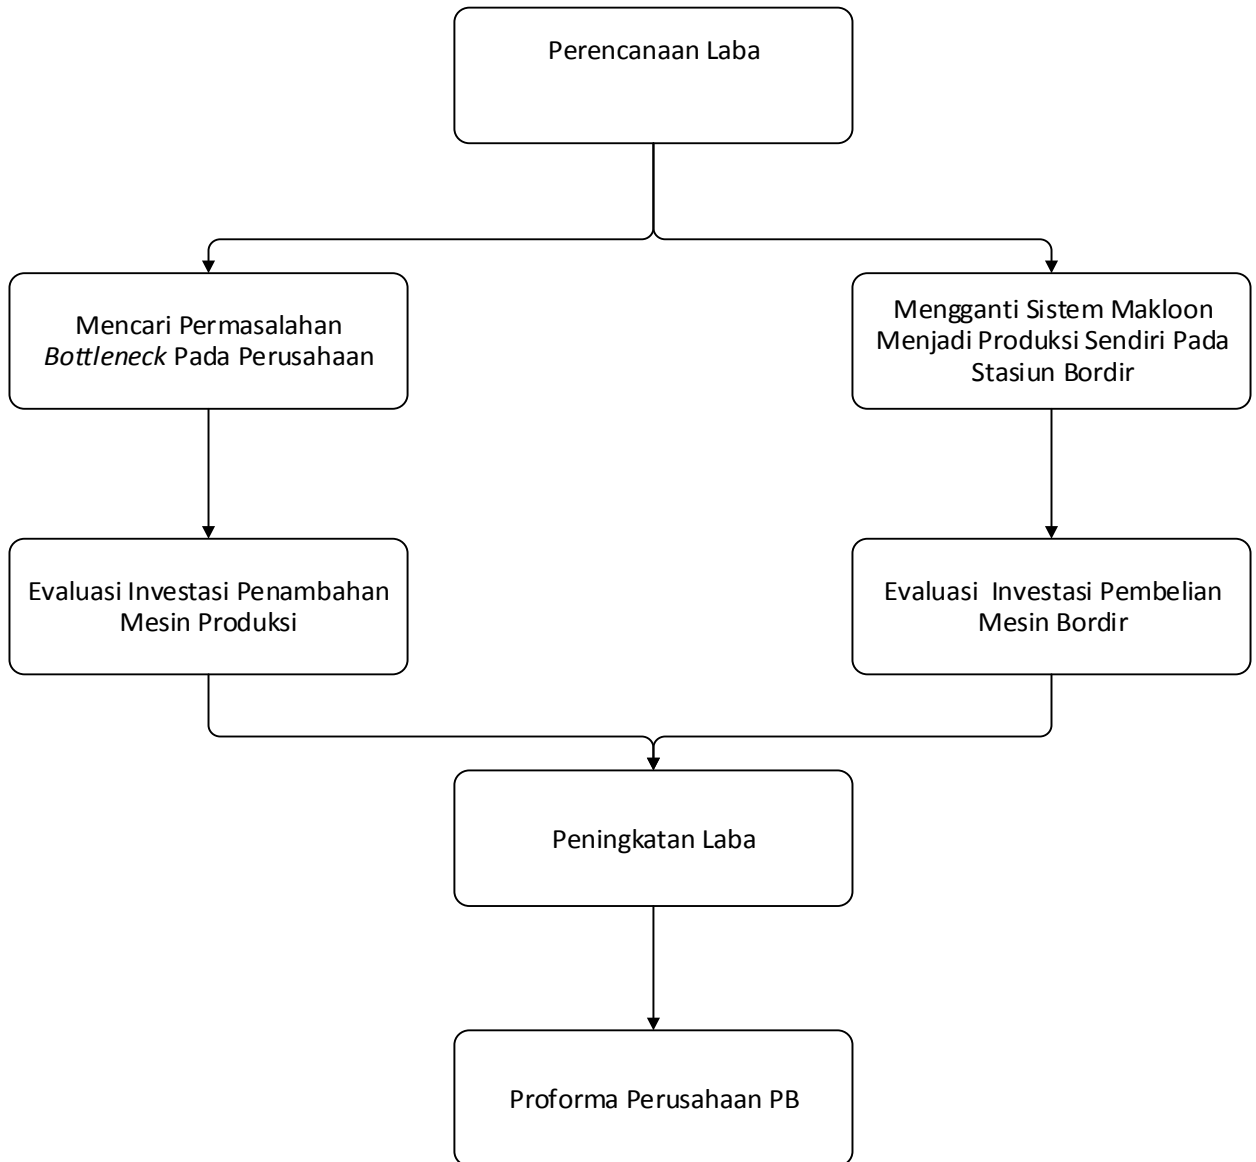 Perencanaan Laba
Mencari Permasalahan
Bottleneck Pada Perusahaan
Mengganti Sistem Makloon
Menjadi Produksi Sendiri Pada
Stasiun Bordir
Evaluasi Investasi Penambahan
Mesin Produksi
Evaluasi  Investasi Pembelian
Mesin Bordir
Peningkatan Laba
Proforma Perusahaan PB